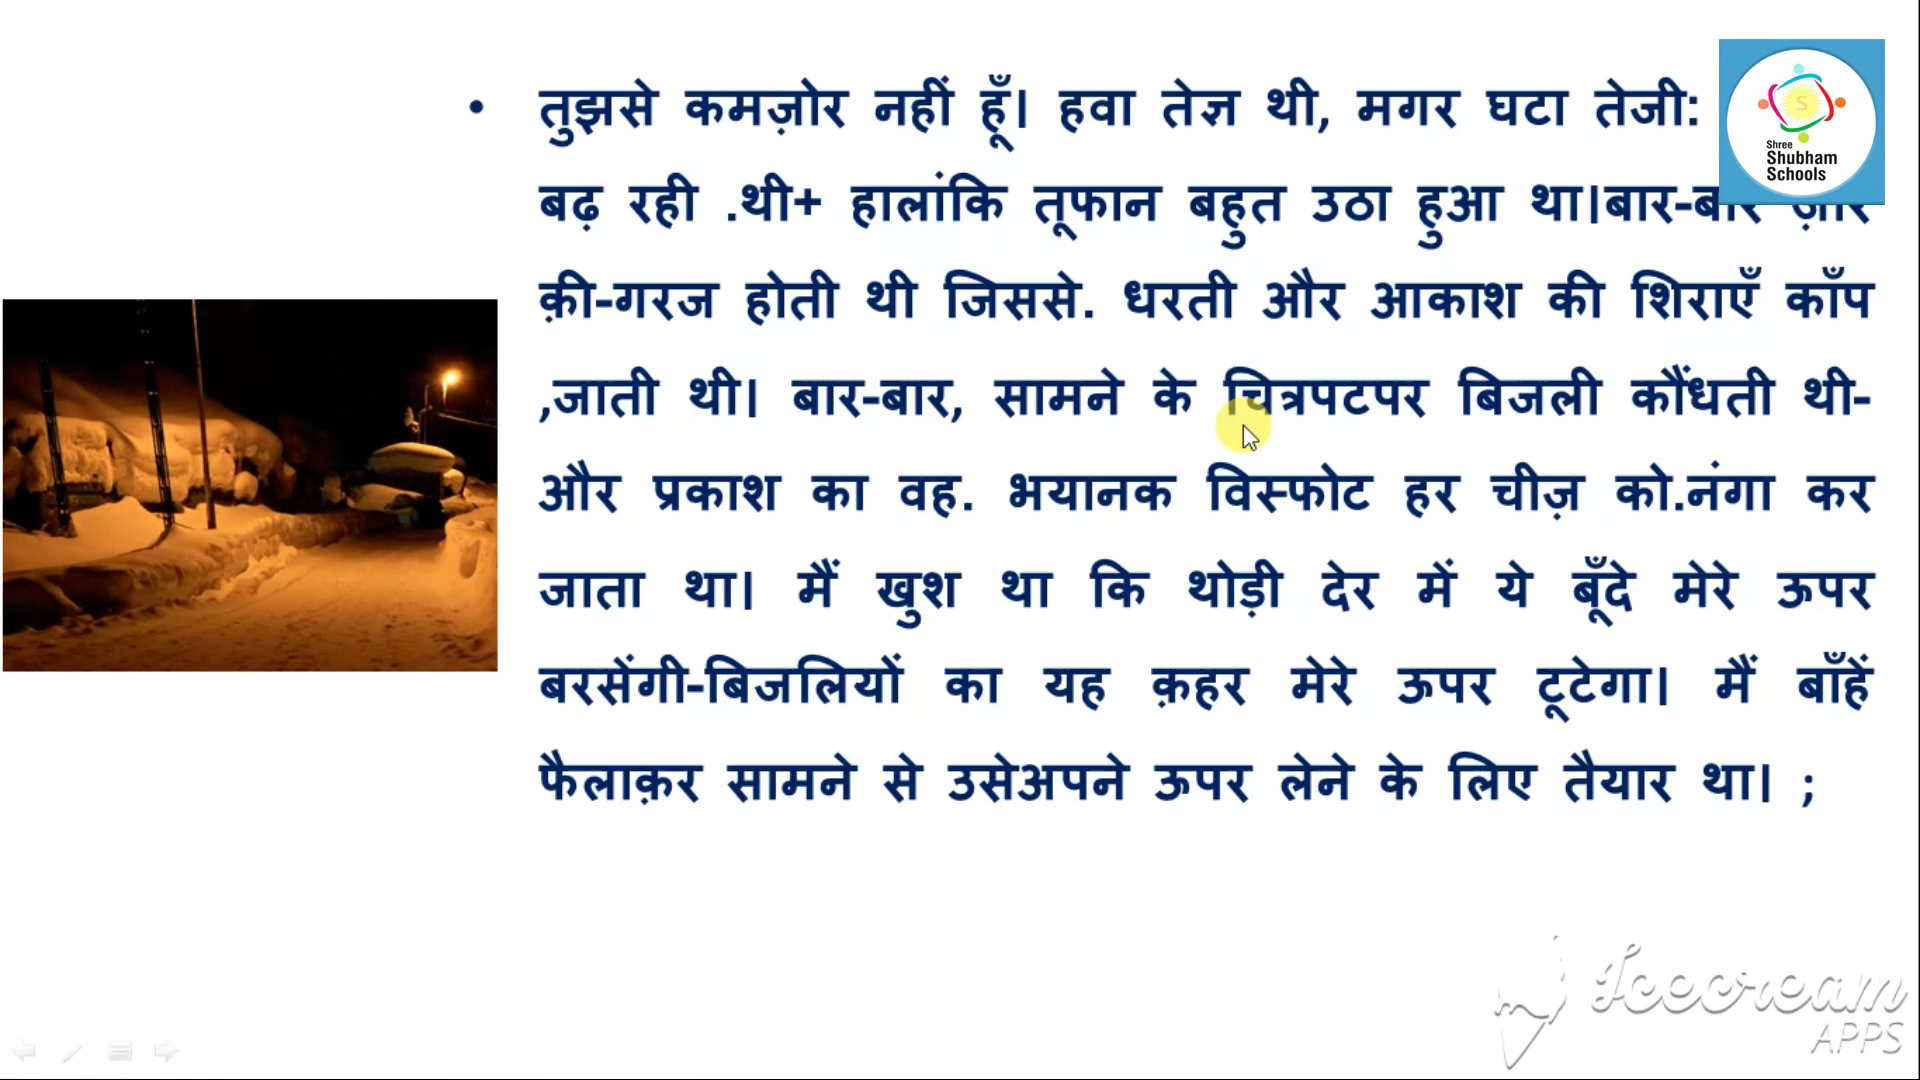 • तुझसे कमज़ोर नहीं हूँ। हवा तेज्ञ थी, मगर घटा तेजी:
बढ़ रही .थी+ हालांकि तूफान बहुत उठा हुआ था।बार-बार ज़ोर
क़ी-गरज होती थी जिससे. धरती और आकाश की शिराएँ काँप
,जाती थी। बार-बार, सामने के चित्रपटपर बिजली कौंधती थी-
और प्रकाश का वह. भयानक विस्फोट हर चीज़ को.नंगा कर
जाता था। मैं खुश था कि थोड़ी देर में ये बूँदे मेरे ऊपर
बरसेंगी-बिजलियों का यह क़हर मेरे ऊपर टूटेगा। मैं बाँहें
फैलाक़र सामने से उसेअपने ऊपर लेने के लिए तैयार था। ;
S
Shree
Shubham
Schools
Icecream
APPS